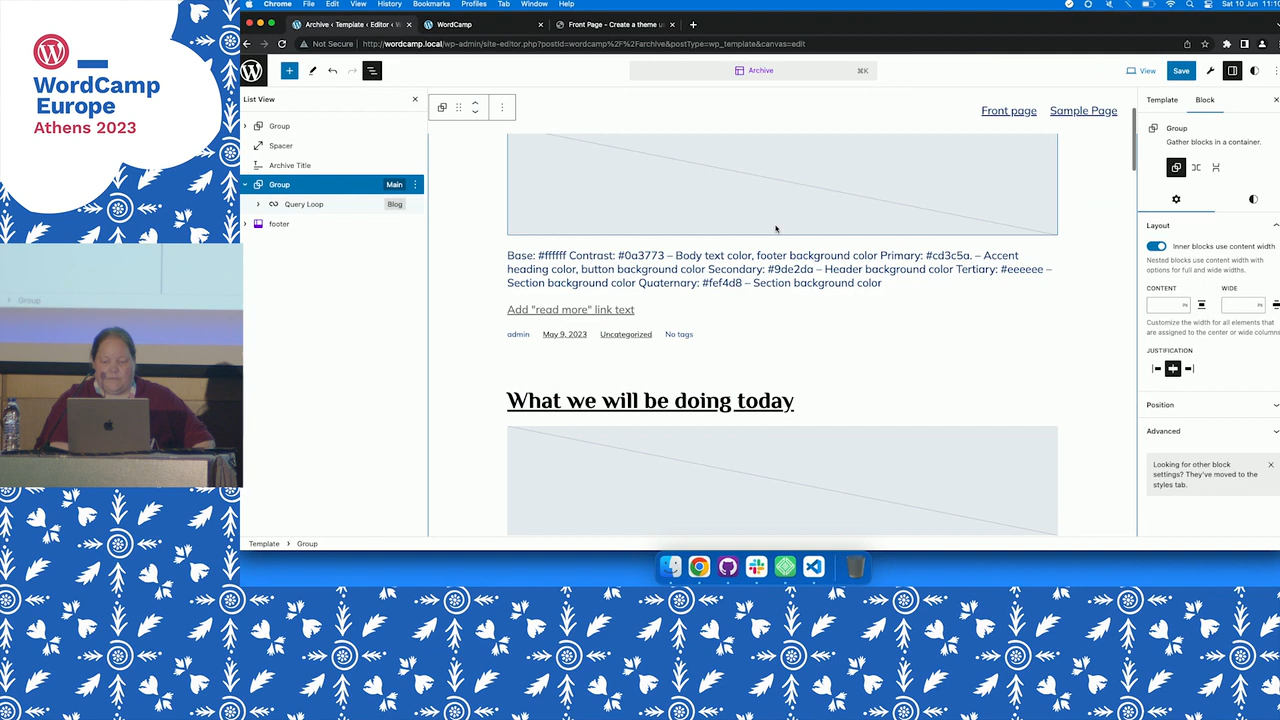 WordCamp
Europe
Athens 2023
Chrome File Edit View History Bookmarks Profiles Tab Window Help
Sat 10 Jun
Archive ‹ Template ‹ Editor ‹
WordCamp
Front Page - Create a theme u
Not Secure
http://wordcamp.local/wp-admin/site-editor.php?postId=wordcamp%2F%2Farchive&postType=wp_template&canvas=edit
Archive
⌘K
View
Save
List View
Group
Spacer
Archive Title
Group
Main
Query Loop
Blog
footer
Front page
Sample Page
Base: #ffffff Contrast: #0a3773 – Body text color, footer background color Primary: #cd3c5a. – Accent
heading color, button background color Secondary: #9de2da – Header background color Tertiary: #eeeeee –
Section background color Quaternary: #fef4d8 – Section background color
Add "read more" link text
admin
May 9, 2023
Uncategorized
No tags
What we will be doing today
Template
Block
Group
Gather blocks in a container.
Layout
Inner blocks use content width
Nested blocks use content width with
options for full and wide widths.
CONTENT
WIDE
Customize the width for all elements that
are assigned to the center or wide columns
JUSTIFICATION
Position
Advanced
Looking for other block
settings? They've moved to the
styles tab.
Template
Group
Group